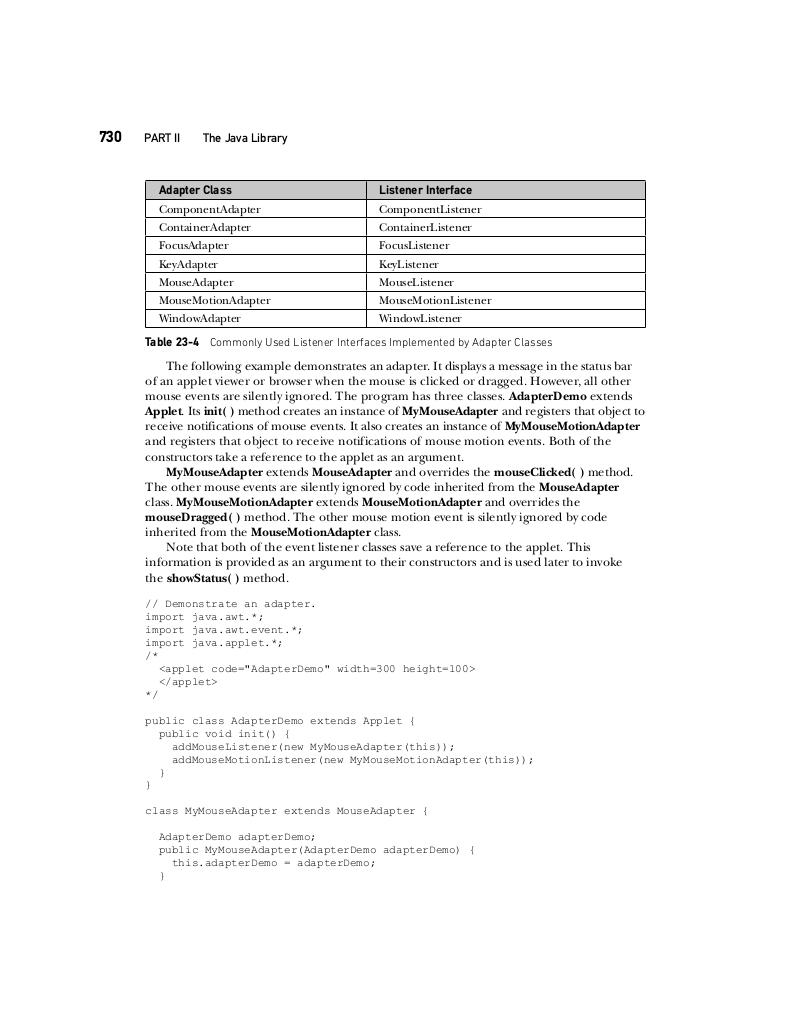 730 PART II The Java Library
Adapter Class Listener Interface
ComponentAdapter ComponentListener
ContainerAdapter ContainerListener
FocusAdapter FocusListener
KeyAdapter KeyListener
MouseAdapter MouseListener
MouseMotionAdapter MouseMotionListener
WindowAdapter WindowListener
Table 23-4 Commonly Used Listener Interfaces Implemented by Adapter Classes
The following example demonstrates an adapter. It displays a message in the status bar
of an applet viewer or browser when the mouse is clicked or dragged. However, all other
mouse events are silently ignored. The program has three classes. AdapterDemo extends
Applet. Its init( ) method creates an instance of MyMouseAdapter and registers that object to
receive notifications of mouse events. It also creates an instance of MyMouseMotionAdapter
and registers that object to receive notifications of mouse motion events. Both of the
constructors take a reference to the applet as an argument.
MyMouseAdapter extends MouseAdapter and overrides the mouseClicked( ) method.
The other mouse events are silently ignored by code inherited from the MouseAdapter
class. MyMouseMotionAdapter extends MouseMotionAdapter and overrides the
mouseDragged( ) method. The other mouse motion event is silently ignored by code
inherited from the MouseMotionAdapter class.
Note that both of the event listener classes save a reference to the applet. This
information is provided as an argument to their constructors and is used later to invoke
the showStatus( ) method.
// Demonstrate an adapter.
import java.awt.*;
import java.awt.event.*;
import java.applet.*;
/*
<applet code="AdapterDemo" width=300 height=100>
</applet>
*/
public class AdapterDemo extends Applet {
public void init() {
addMouseListener(new MyMouseAdapter(this));
addMouseMotionListener(new MyMouseMotionAdapter(this));
}
}
class MyMouseAdapter extends MouseAdapter {
AdapterDemo adapterDemo;
public MyMouseAdapter(AdapterDemo adapterDemo) {
this.adapterDemo = adapterDemo;
}